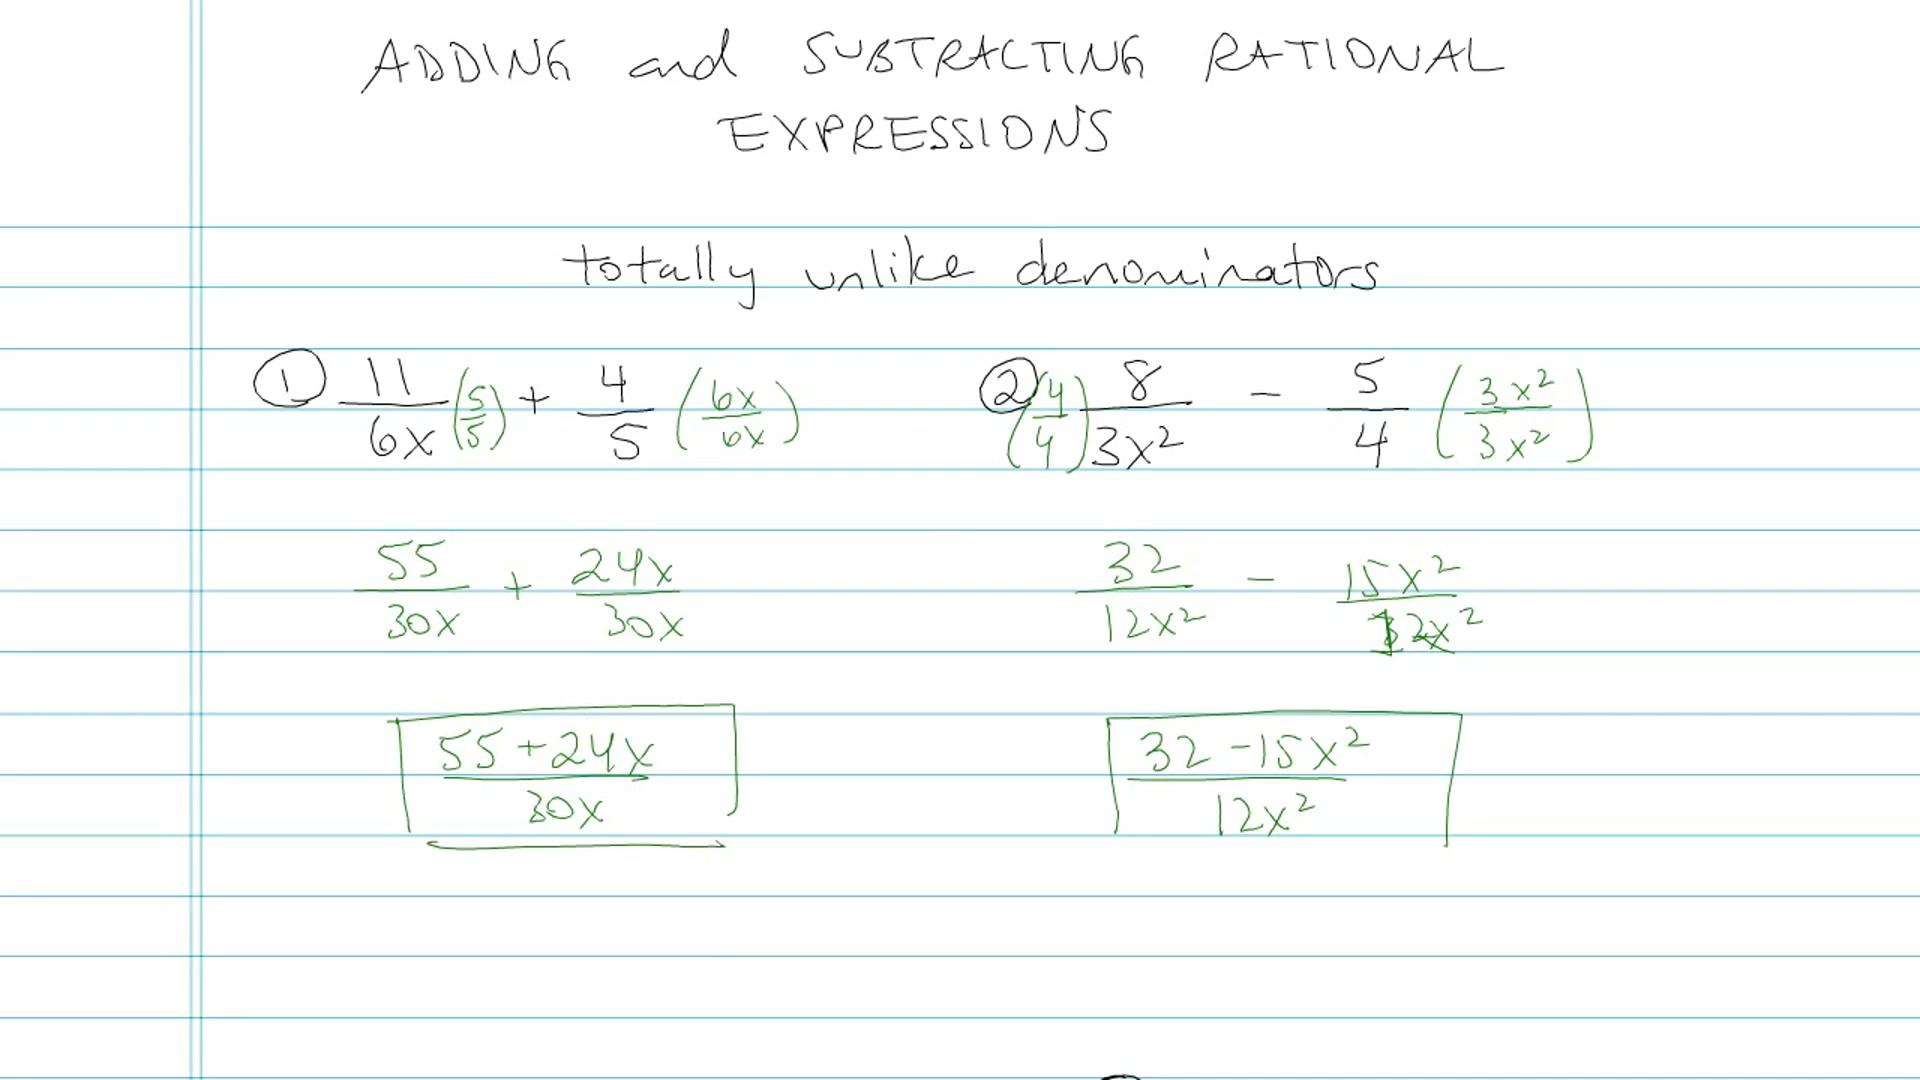 ADDING and SUBTRACTING RATIONAL
EXPRESSIONS
totally unlike denominators
① 11/6x (5/5) + 4/5 (6x/6x)
② (4/4) 8/3x² - 5/4 (3x²/3x²)
55/30x + 24x/30x
32/12x² - 15x²/12x²
55+24x/30x
32-15x²/12x²